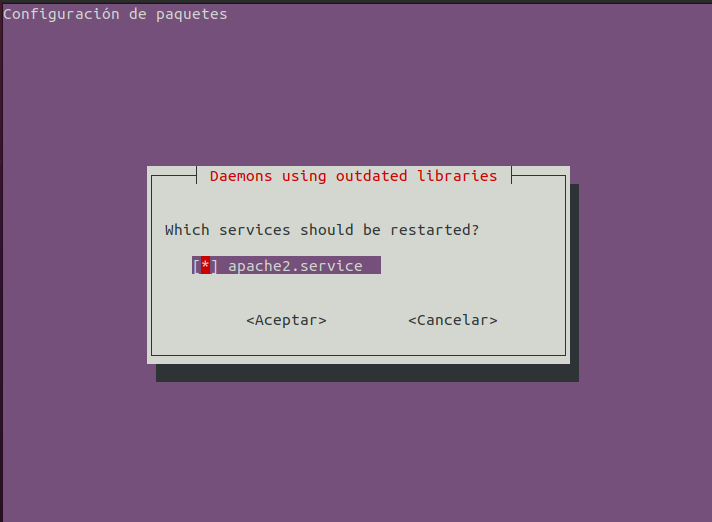 Configuración de paquetes
Daemons using outdated libraries
Which services should be restarted?
[*] apache2.service
<Aceptar> <Cancelar>